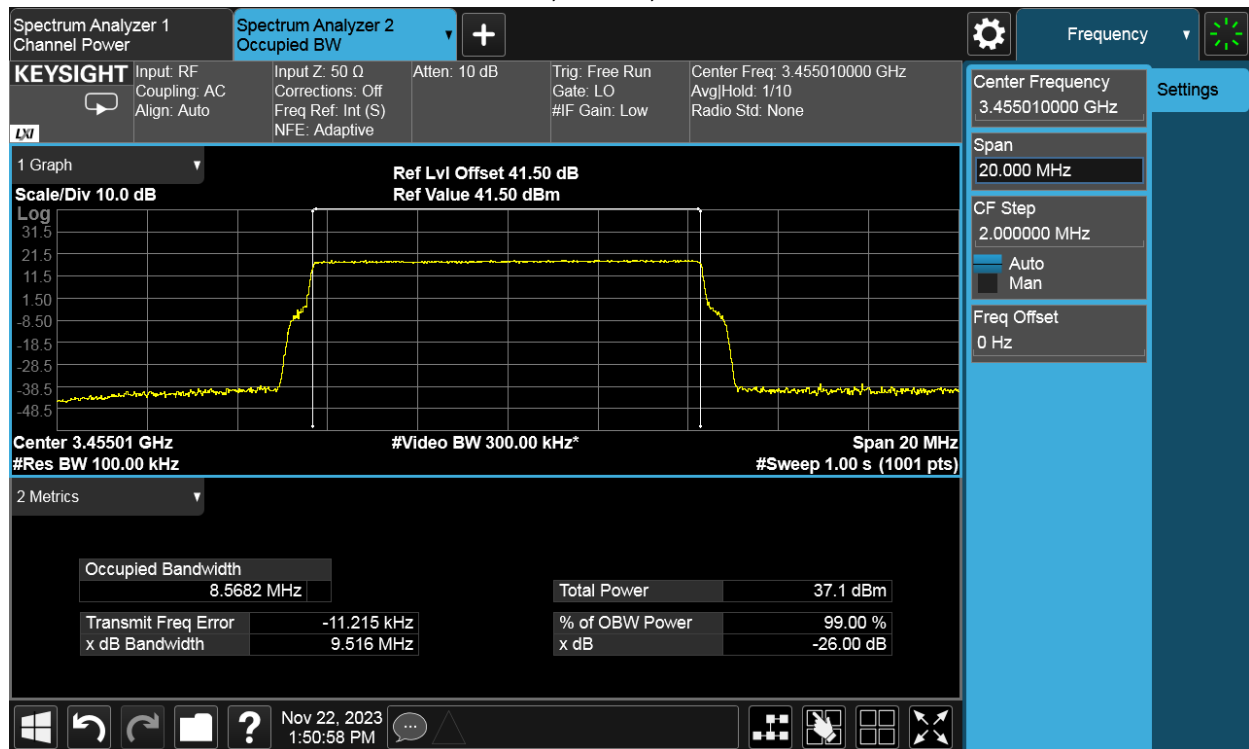 Spectrum Analyzer 1
Channel Power
Spectrum Analyzer 2
Occupied BW
Frequency
KEYSIGHT
LXI
Input: RF
Coupling: AC
Align: Auto
Input Z: 50 Ω
Corrections: Off
Freq Ref: Int (S)
NFE: Adaptive
Atten: 10 dB
Trig: Free Run
Gate: LO
#IF Gain: Low
Center Freq: 3.455010000 GHz
Avg|Hold: 1/10
Radio Std: None
Center Frequency
3.455010000 GHz
Settings
Span
20.000 MHz
CF Step
2.000000 MHz
Auto
Man
Freq Offset
0 Hz
1 Graph
Scale/Div 10.0 dB
Ref Lvl Offset 41.50 dB
Ref Value 41.50 dBm
Log
31.5
21.5
11.5
1.50
-8.50
-18.5
-28.5
-38.5
-48.5
Center 3.45501 GHz
#Video BW 300.00 kHz*
Span 20 MHz
#Res BW 100.00 kHz
#Sweep 1.00 s (1001 pts)
2 Metrics
Occupied Bandwidth
8.5682 MHz
Total Power 37.1 dBm
Transmit Freq Error -11.215 kHz
% of OBW Power 99.00 %
x dB Bandwidth 9.516 MHz
x dB -26.00 dB
?
Nov 22, 2023
1:50:58 PM